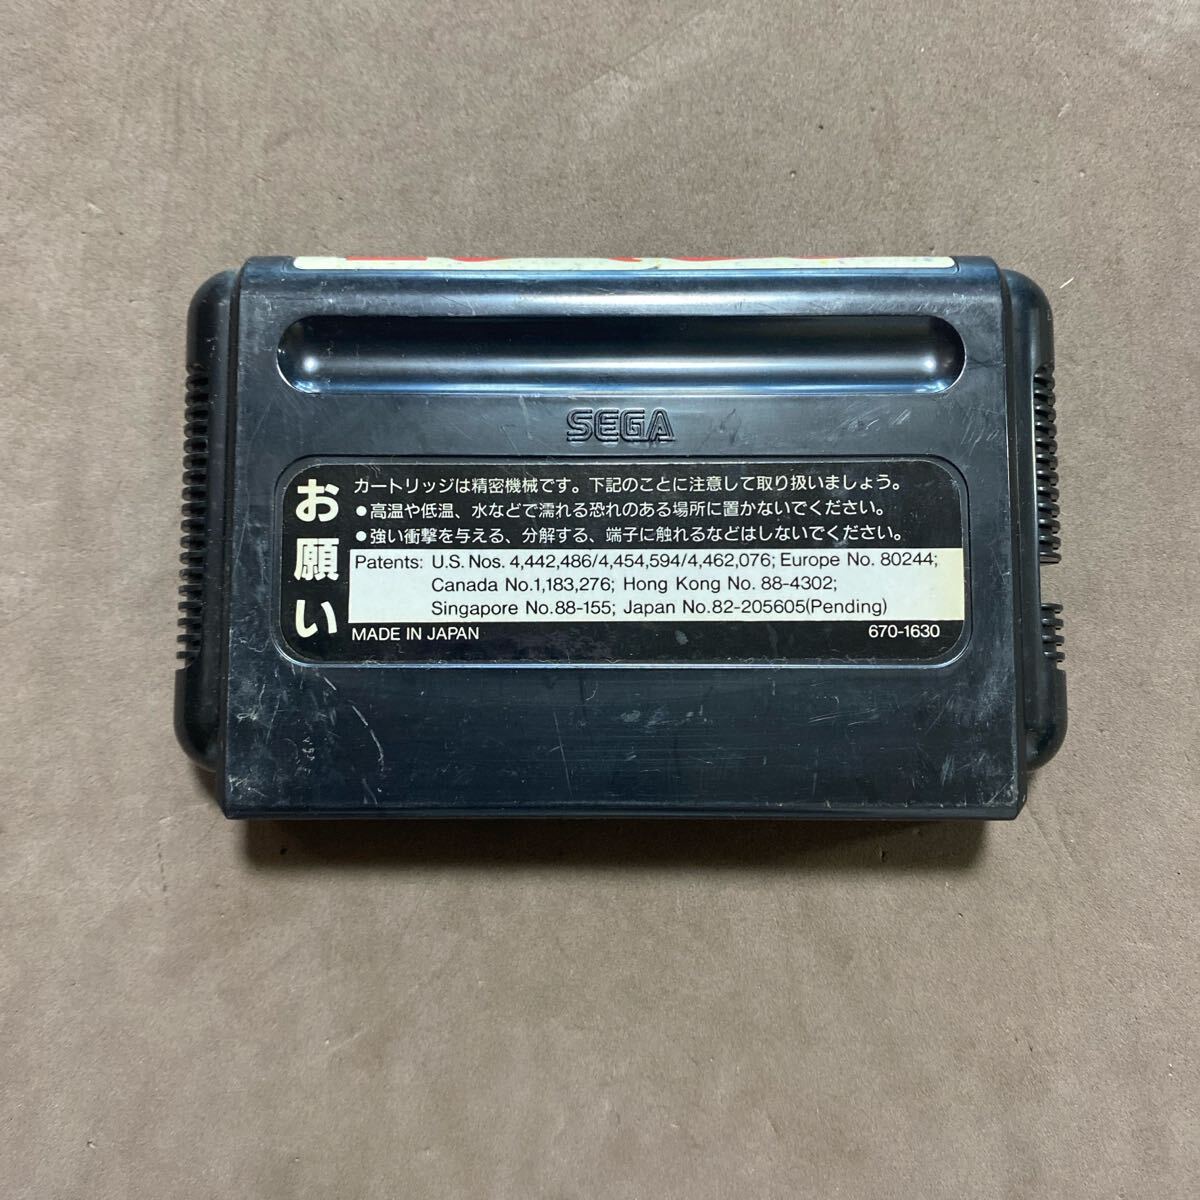 SEGA
お願い
カートリッジは精密機械です。下記のことに注意して取り扱いましょう。
●高温や低温、水などで濡れる恐れのある場所に置かないでください。
●強い衝撃を与える、分解する、端子に触れるなどはしないでください。
Patents: U.S. Nos. 4,442,486/4,454,594/4,462,076; Europe No. 80244;
Canada No.1,183,276; Hong Kong No. 88-4302;
Singapore No.88-155; Japan No.82-205605(Pending)
MADE IN JAPAN 670-1630